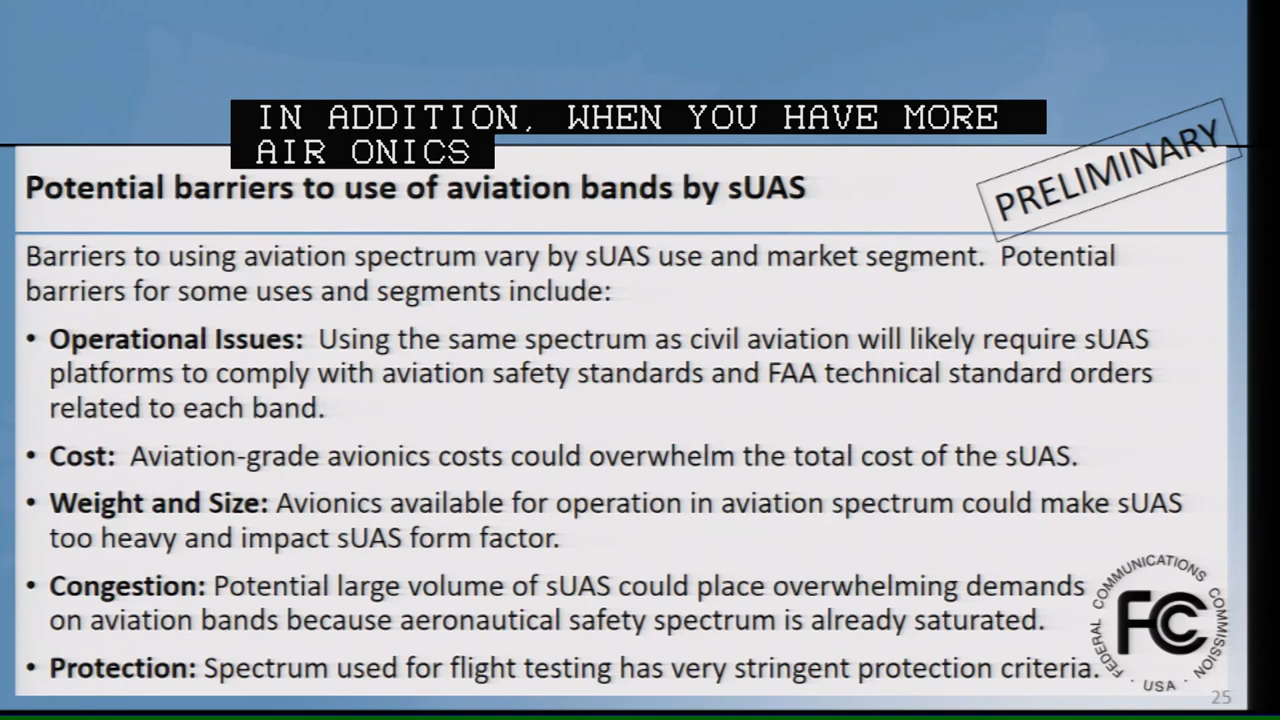 IN ADDITION, WHEN YOU HAVE MORE
AIR ONICS
PRELIMINARY
Potential barriers to use of aviation bands by sUAS
Barriers to using aviation spectrum vary by sUAS use and market segment. Potential
barriers for some uses and segments include:
• Operational Issues: Using the same spectrum as civil aviation will likely require sUAS
platforms to comply with aviation safety standards and FAA technical standard orders
related to each band.
• Cost: Aviation-grade avionics costs could overwhelm the total cost of the sUAS.
• Weight and Size: Avionics available for operation in aviation spectrum could make sUAS
too heavy and impact sUAS form factor.
• Congestion: Potential large volume of sUAS could place overwhelming demands
on aviation bands because aeronautical safety spectrum is already saturated.
• Protection: Spectrum used for flight testing has very stringent protection criteria.
FEDERAL COMMUNICATIONS COMMISSION · USA ·
FCC
25